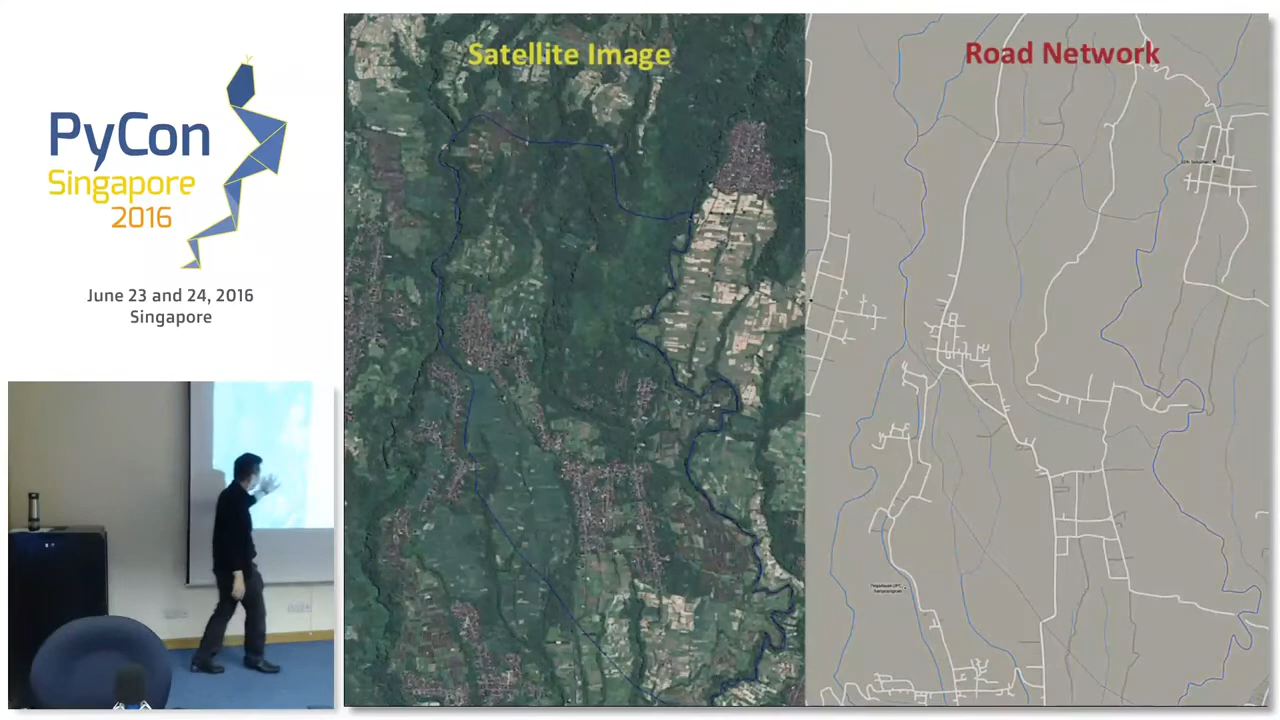 PyCon
Singapore
2016
June 23 and 24, 2016
Singapore
Satellite Image
Road Network